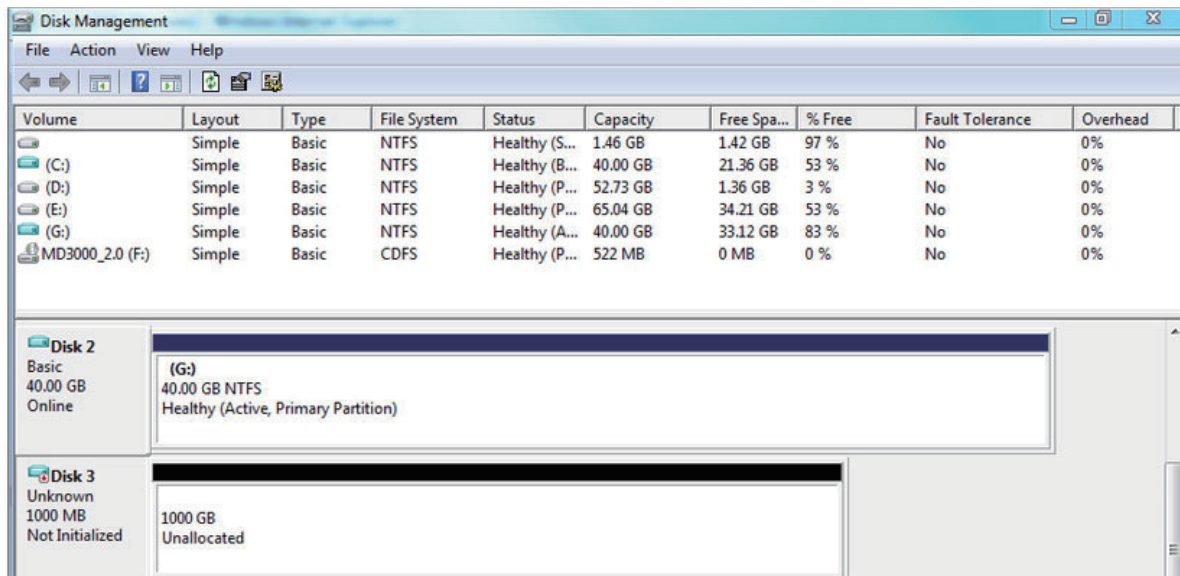 Disk Management
File Action View Help
Volume Layout Type File System Status Capacity Free Spa... % Free Fault Tolerance Overhead
Simple Basic NTFS Healthy (S... 1.46 GB 1.42 GB 97 % No 0%
(C:) Simple Basic NTFS Healthy (B... 40.00 GB 21.36 GB 53 % No 0%
(D:) Simple Basic NTFS Healthy (P... 52.73 GB 1.36 GB 3 % No 0%
(E:) Simple Basic NTFS Healthy (P... 65.04 GB 34.21 GB 53 % No 0%
(G:) Simple Basic NTFS Healthy (A... 40.00 GB 33.12 GB 83 % No 0%
MD3000_2.0 (F:) Simple Basic CDFS Healthy (P... 522 MB 0 MB 0 % No 0%
Disk 2
Basic
40.00 GB
Online
(G:)
40.00 GB NTFS
Healthy (Active, Primary Partition)
Disk 3
Unknown
1000 MB
Not Initialized
1000 GB
Unallocated